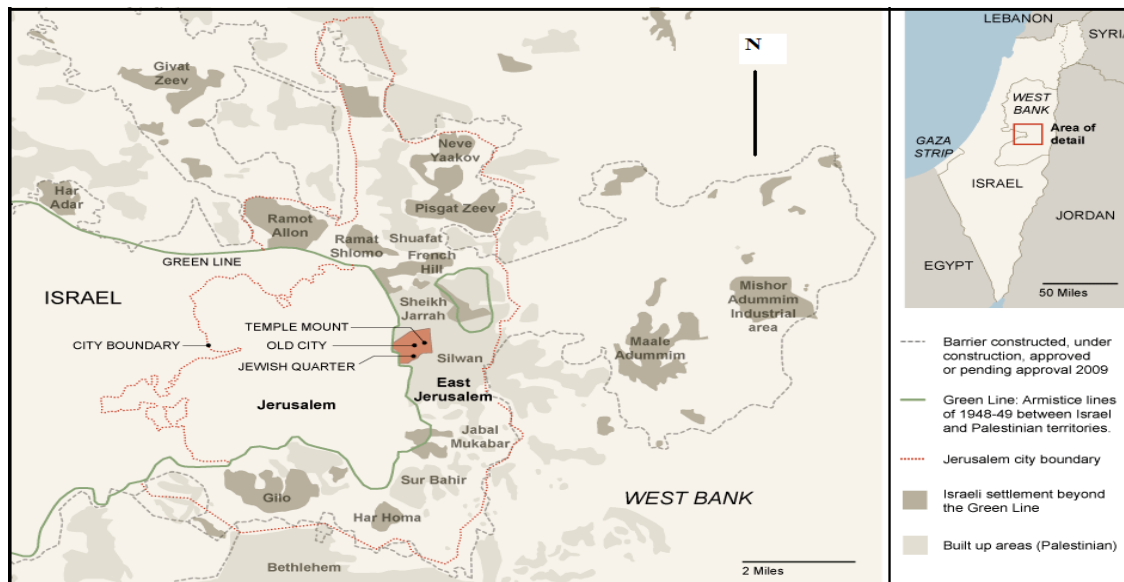 N
Givat
Zeev
Neve
Yaakov
Har
Adar
Pisgat Zeev
Ramot
Allon
Ramat
Shlomo
Shuafat
French
Hill
GREEN LINE
ISRAEL
Sheikh
Jarrah
Mishor
Adummim
Industrial
area
TEMPLE MOUNT
CITY BOUNDARY
OLD CITY
Maale
Adummim
JEWISH QUARTER
Silwan
East
Jerusalem
Jerusalem
Jabal
Mukabar
Sur Bahir
Gilo
WEST BANK
Har Homa
Bethlehem
2 Miles
LEBANON
SYRIA
WEST
BANK
Area of
detail
GAZA
STRIP
ISRAEL
JORDAN
EGYPT
50 Miles
Barrier constructed, under
construction, approved
or pending approval 2009
Green Line: Armistice lines
of 1948-49 between Israel
and Palestinian territories.
Jerusalem city boundary
Israeli settlement beyond
the Green Line
Built up areas (Palestinian)